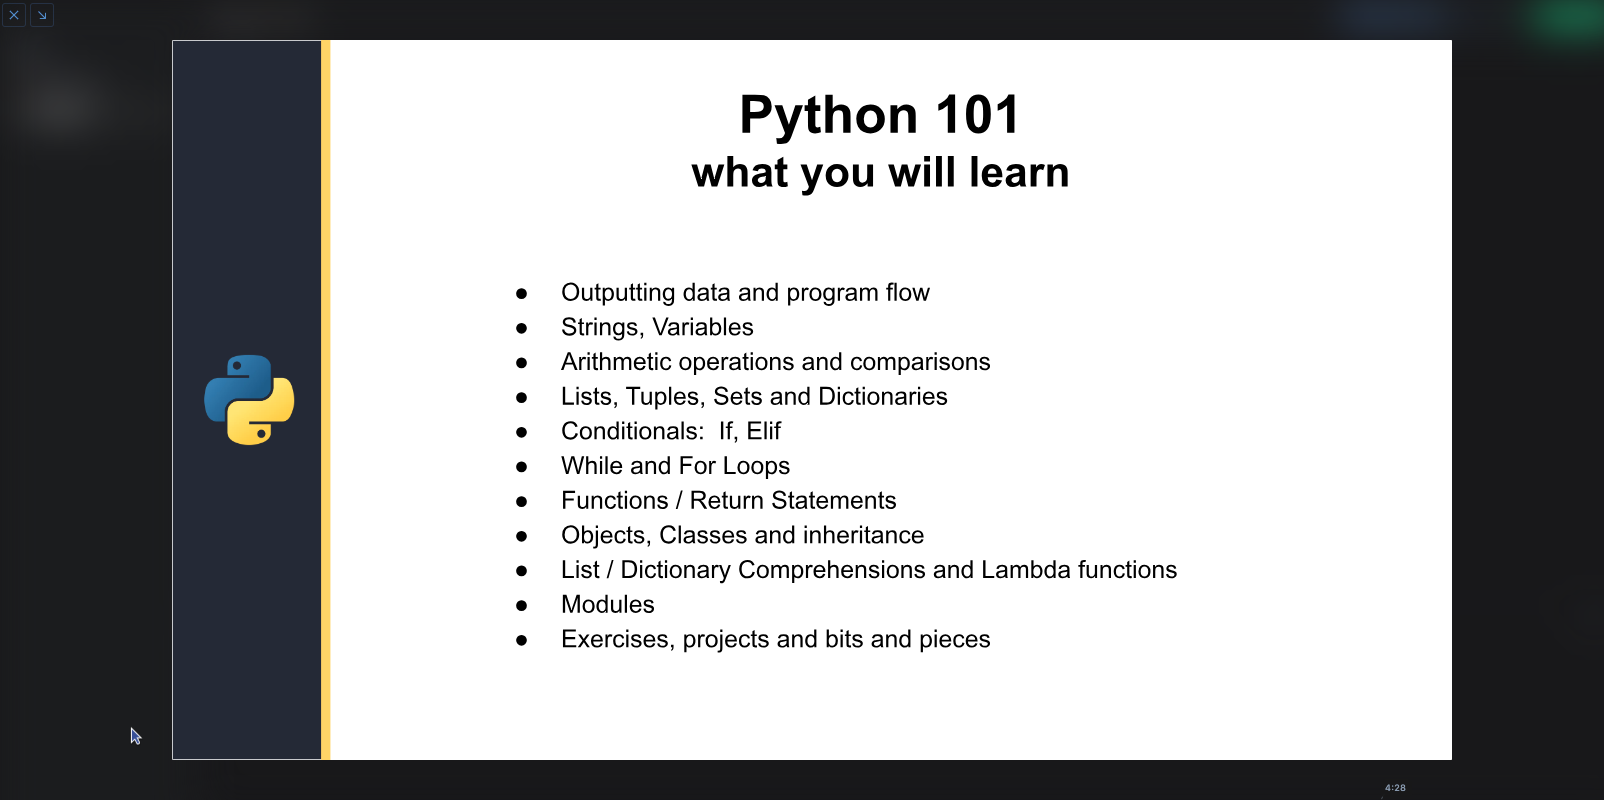 Python 101
what you will learn
● Outputting data and program flow
● Strings, Variables
● Arithmetic operations and comparisons
● Lists, Tuples, Sets and Dictionaries
● Conditionals:  If, Elif
● While and For Loops
● Functions / Return Statements
● Objects, Classes and inheritance
● List / Dictionary Comprehensions and Lambda functions
● Modules
● Exercises, projects and bits and pieces
4:28